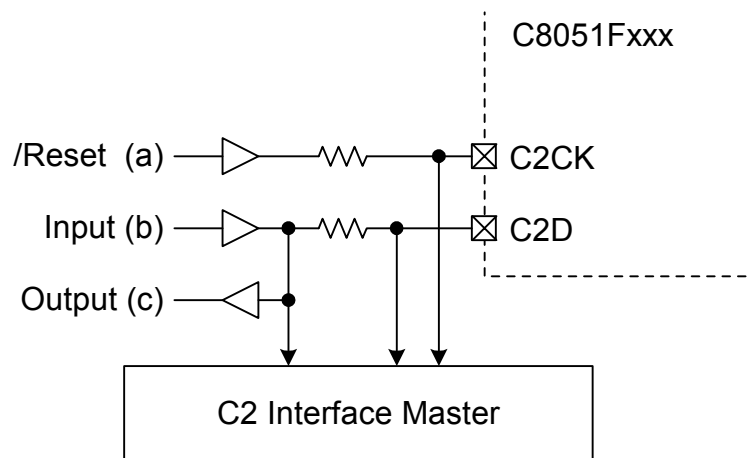 C8051Fxxx
/Reset (a)
C2CK
Input (b)
C2D
Output (c)
C2 Interface Master